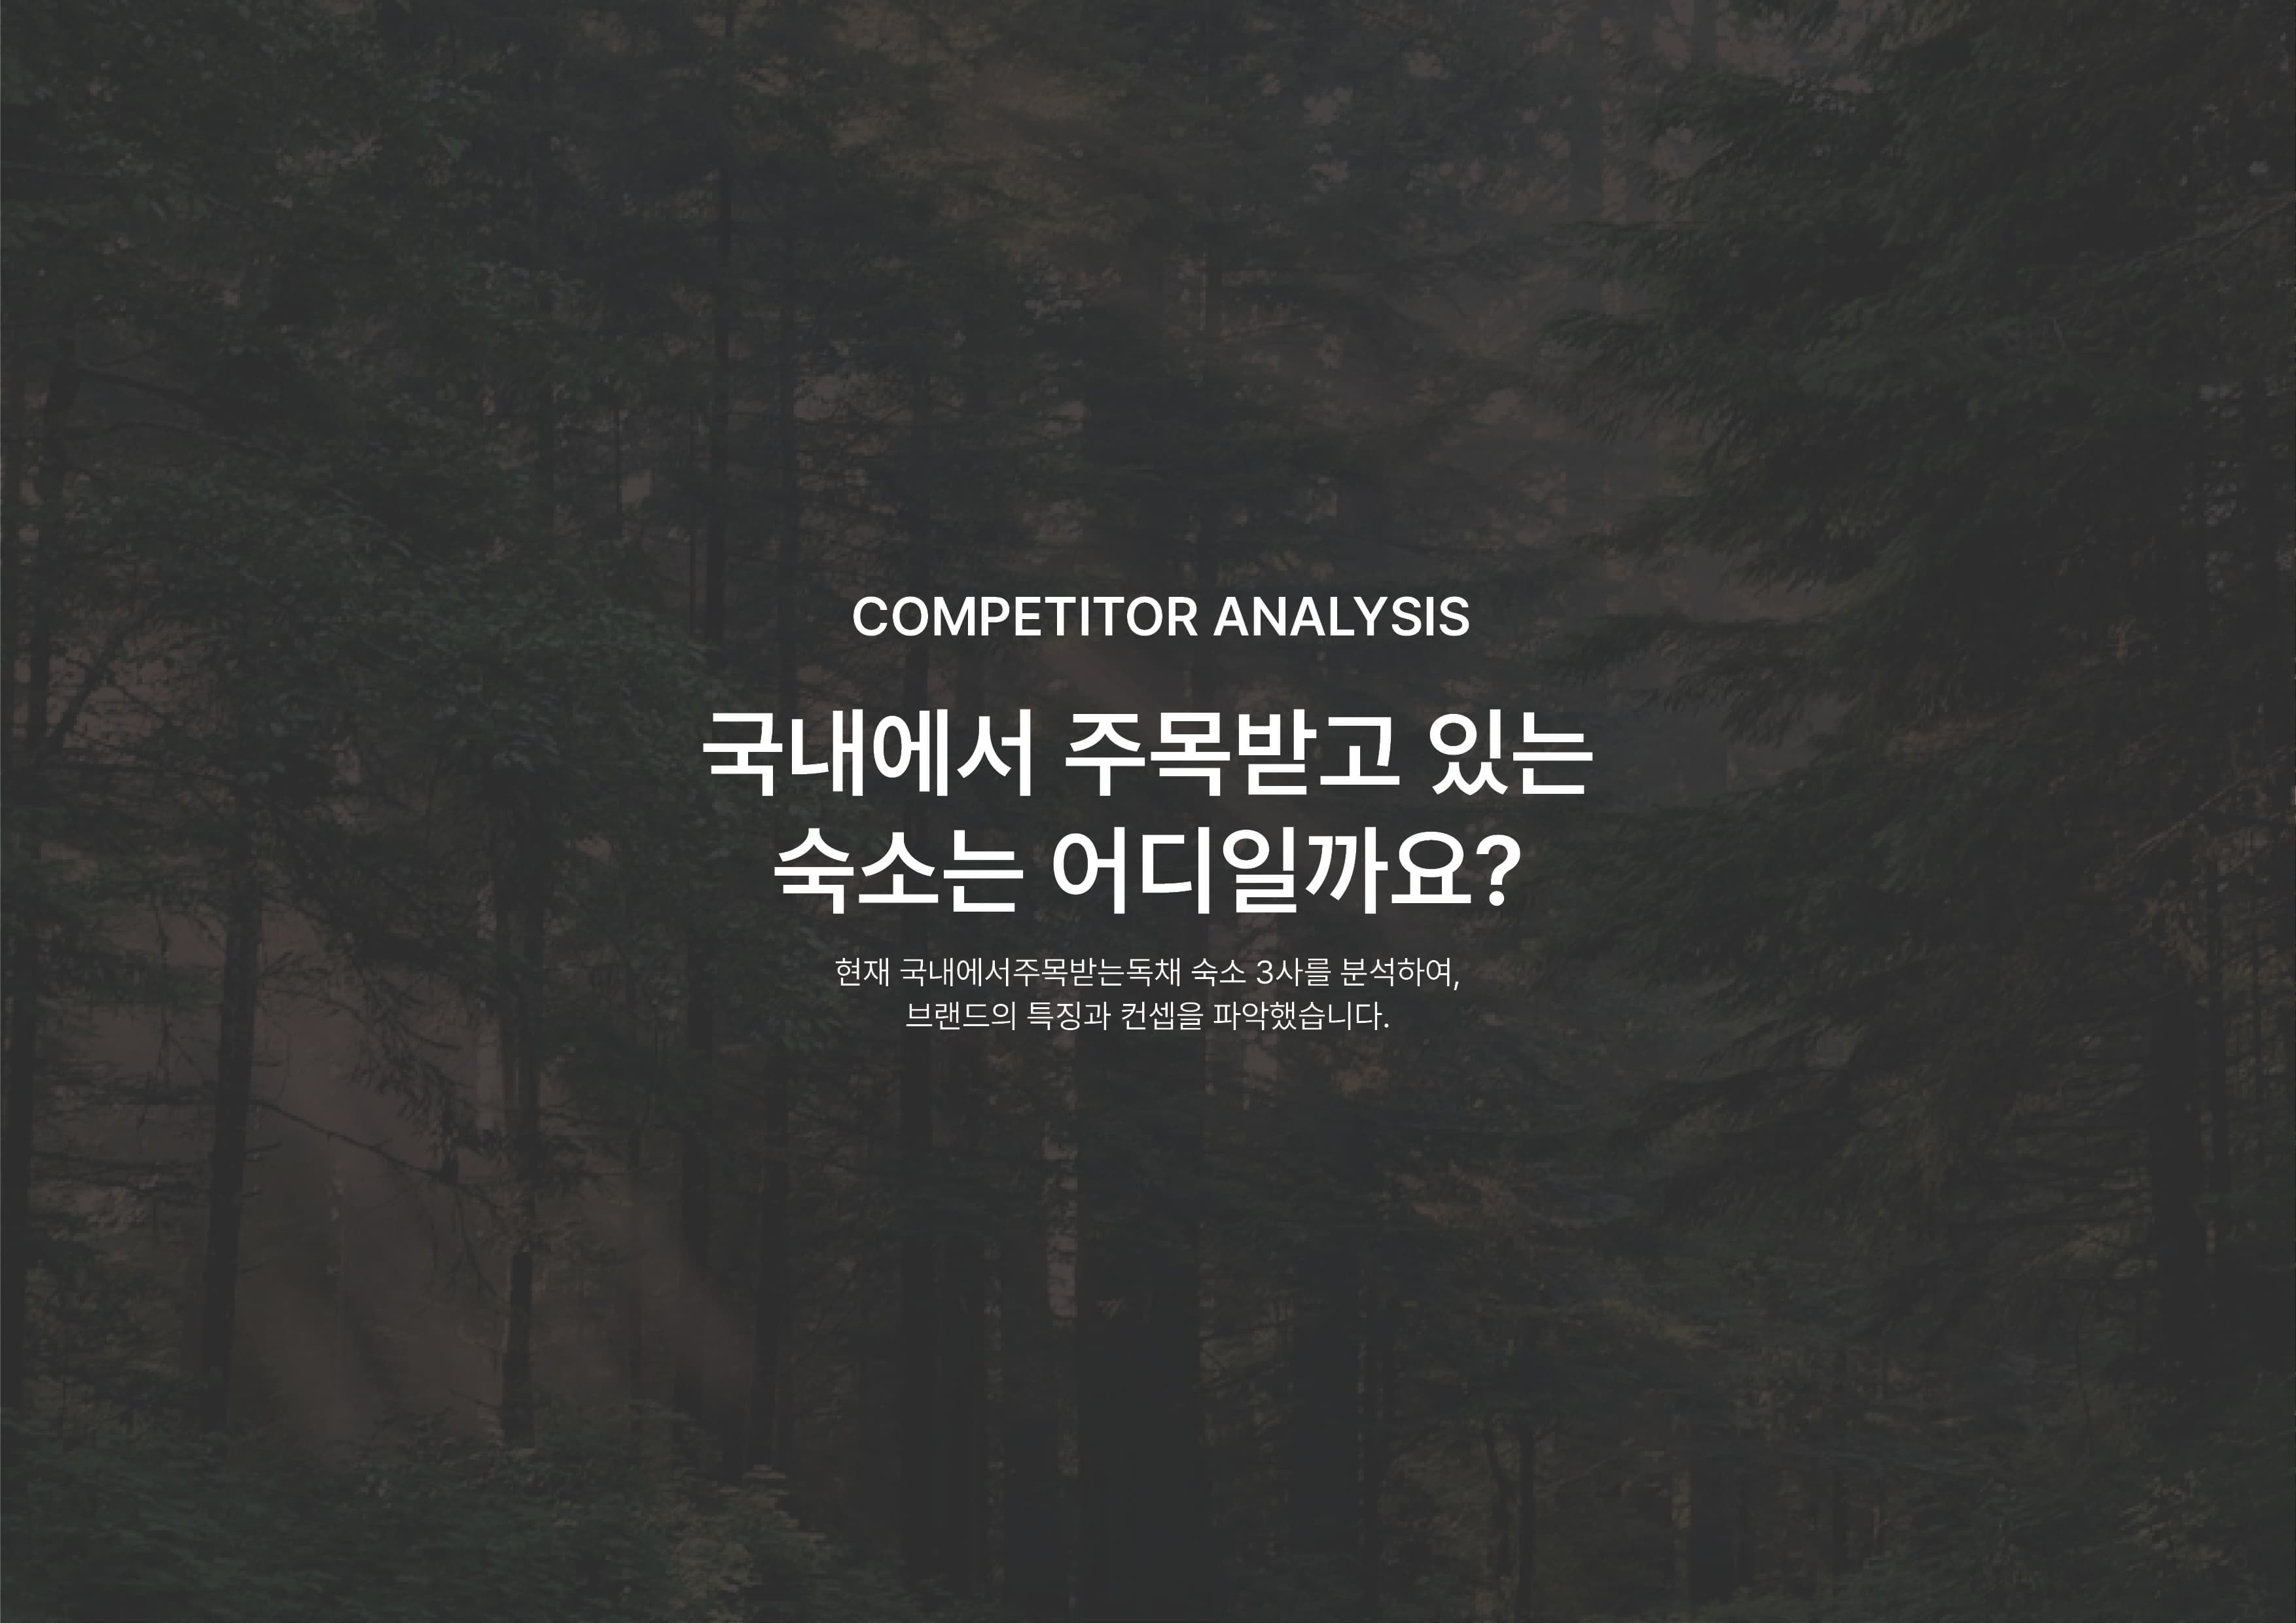 COMPETITOR ANALYSIS
국내에서 주목받고 있는
숙소는 어디일까요?
현재 국내에서주목받는독채 숙소 3사를 분석하여,
브랜드의 특징과 컨셉을 파악했습니다.